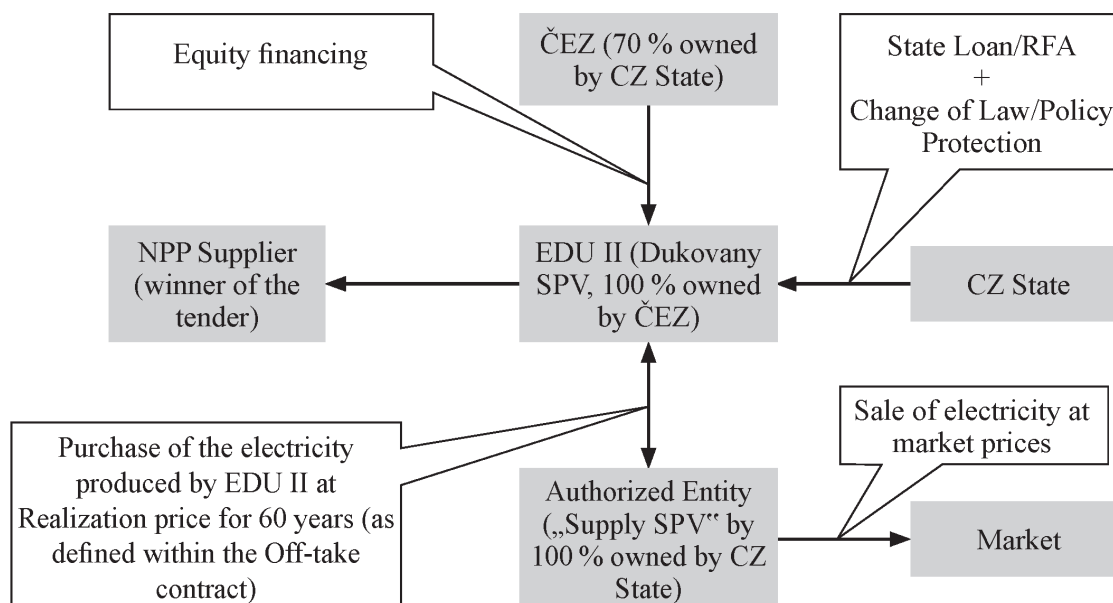 Equity financing
ČEZ (70 % owned
by CZ State)
State Loan/RFA
+
Change of Law/Policy
Protection
NPP Supplier
(winner of the
tender)
EDU II (Dukovany
SPV, 100 % owned
by ČEZ)
CZ State
Purchase of the electricity
produced by EDU II at
Realization price for 60 years (as
defined within the Off-take
contract)
Authorized Entity
(„Supply SPV‟ by
100 % owned by CZ
State)
Sale of electricity at
market prices
Market